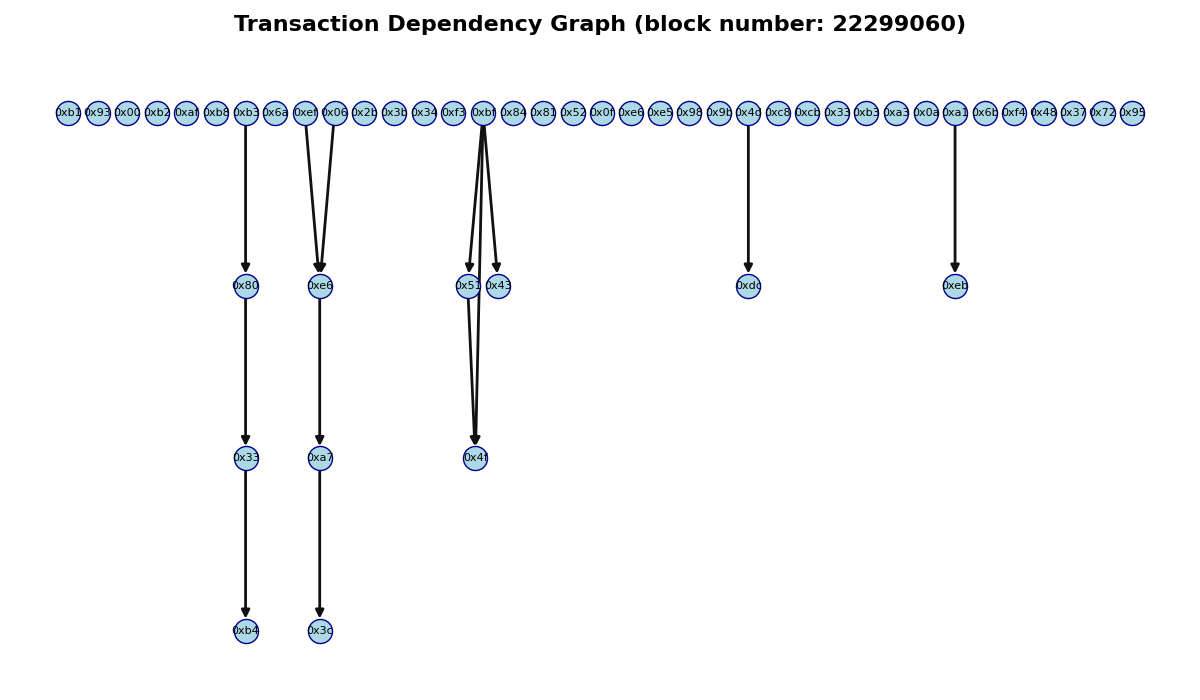 Transaction Dependency Graph (block number: 22299060)
0xb1 0x93 0x00 0xb2 0xaf 0xb8 0xb3 0x6a 0xef 0x06 0x2b 0x3b 0x34 0xf3 0xbf 0x84 0x81 0x52 0x0f 0xe6 0xe5 0x98 0x9b 0x4c 0xc8 0xcb 0x33 0xb3 0xa3 0x0a 0xa1 0x6b 0xf4 0x48 0x37 0x72 0x95
0x80 0xe6 0x51 0x43 0xdc 0xeb
0x33 0xa7 0x4f
0xb4 0x3c